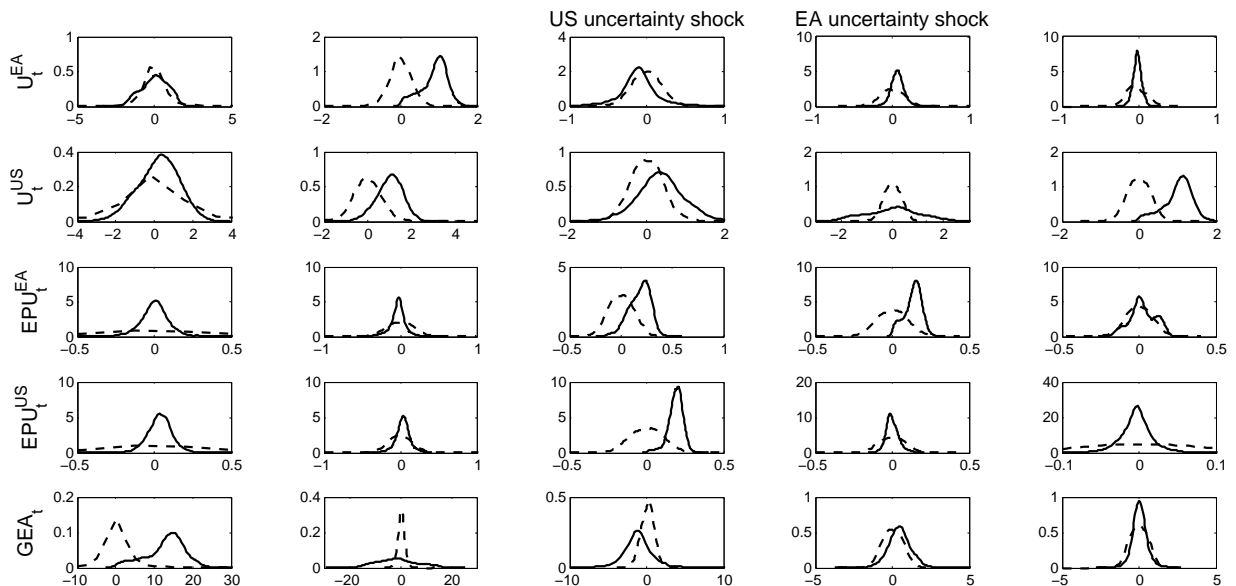 US uncertainty shock EA uncertainty shock
U_t^EA
1 2 4 10 10
0.5 1 2 5 5
0 0 0 0 0
−5 0 5 −2 0 2 −1 0 1 −1 0 1 −1 0 1
U_t^US
0.4 1 1 2 2
0.2 0.5 0.5 1 1
0 0 0 0 0
−4 −2 0 2 4 −2 0 2 4 −2 0 2 −2 0 2 −2 0 2
EPU_t^EA
10 10 5 10 10
5 5 5 5
0 0 0 0 0
−0.5 0 0.5 −1 0 1 −0.5 0 0.5 1 −0.5 0 0.5 −0.5 0 0.5
EPU_t^US
10 10 10 20 40
5 5 5 10 20
0 0 0 0 0
−0.5 0 0.5 −1 0 1 −0.5 0 0.5 −0.5 0 0.5 −0.1 0 0.1
GEA_t
0.2 0.4 0.5 1 1
0.1 0.2 0.5 0.5
0 0 0 0 0
−10 0 10 20 30 −20 0 20 −10 0 10 −5 0 5 −5 0 5